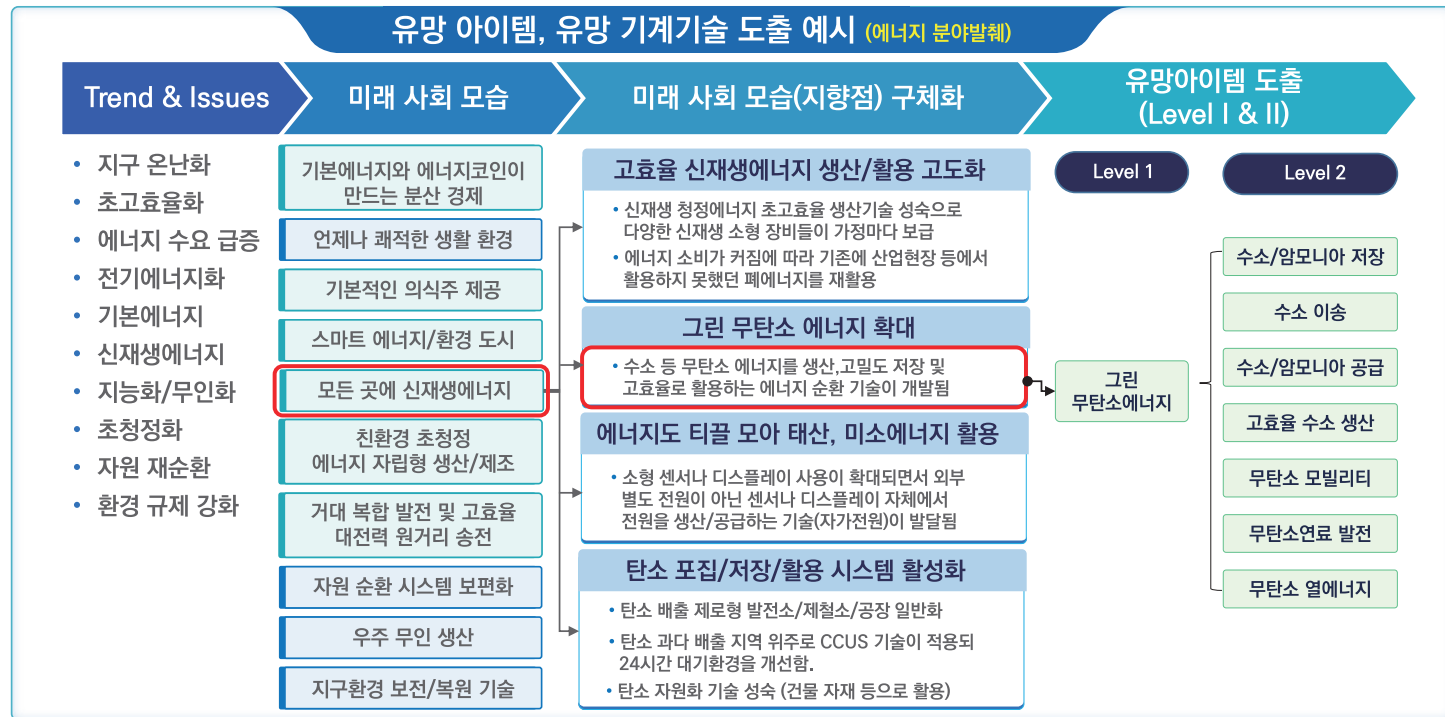 유망 아이템, 유망 기계기술 도출 예시 (에너지 분야발췌)
Trend & Issues
미래 사회 모습
미래 사회 모습(지향점) 구체화
유망아이템 도출
(Level I & II)
• 지구 온난화
• 초고효율화
• 에너지 수요 급증
• 전기에너지화
• 기본에너지
• 신재생에너지
• 지능화/무인화
• 초청정화
• 자원 재순환
• 환경 규제 강화
기본에너지와 에너지코인이
만드는 분산 경제
언제나 쾌적한 생활 환경
기본적인 의식주 제공
스마트 에너지/환경 도시
모든 곳에 신재생에너지
친환경 초청정
에너지 자립형 생산/제조
거대 복합 발전 및 고효율
대전력 원거리 송전
자원 순환 시스템 보편화
우주 무인 생산
지구환경 보전/복원 기술
고효율 신재생에너지 생산/활용 고도화
• 신재생 청정에너지 초고효율 생산기술 성숙으로
다양한 신재생 소형 장비들이 가정마다 보급
• 에너지 소비가 커짐에 따라 기존에 산업현장 등에서
활용하지 못했던 폐에너지를 재활용
그린 무탄소 에너지 확대
• 수소 등 무탄소 에너지를 생산,고밀도 저장 및
고효율로 활용하는 에너지 순환 기술이 개발됨
에너지도 티끌 모아 태산, 미소에너지 활용
• 소형 센서나 디스플레이 사용이 확대되면서 외부
별도 전원이 아닌 센서나 디스플레이 자체에서
전원을 생산/공급하는 기술(자가전원)이 발달됨
탄소 포집/저장/활용 시스템 활성화
• 탄소 배출 제로형 발전소/제철소/공장 일반화
• 탄소 과다 배출 지역 위주로 CCUS 기술이 적용되
24시간 대기환경을 개선함.
• 탄소 자원화 기술 성숙 (건물 자재 등으로 활용)
Level 1
그린
무탄소에너지
Level 2
수소/암모니아 저장
수소 이송
수소/암모니아 공급
고효율 수소 생산
무탄소 모빌리티
무탄소연료 발전
무탄소 열에너지